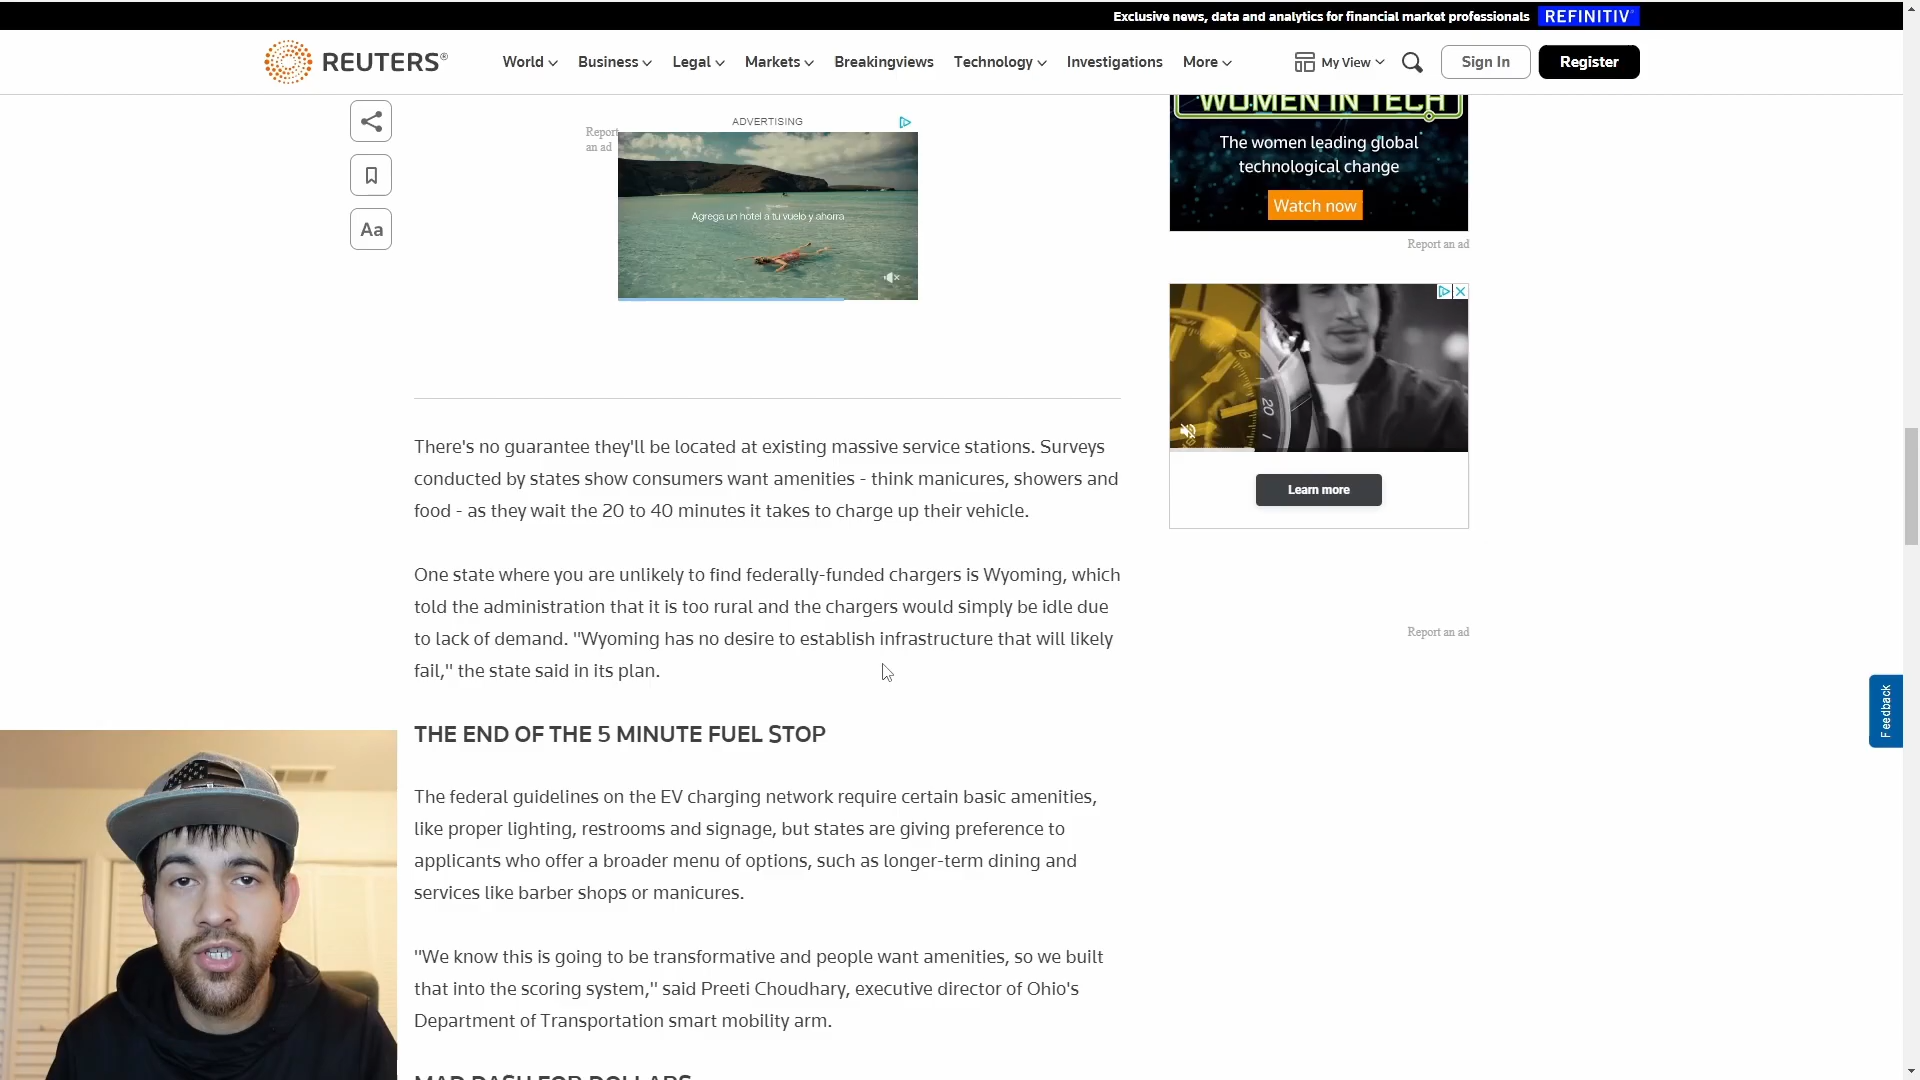 Exclusive news, data and analytics for financial market professionals REFINITIV
REUTERS®
World
Business
Legal
Markets
Breakingviews
Technology
Investigations
More
My View
Sign In
Register
Aa
ADVERTISING
Report
an ad
Agrega un hotel a tu vuelo y ahorra
WOMEN IN TECH
The women leading global
technological change
Watch now
Report an ad
20
Learn more
Report an ad
There's no guarantee they'll be located at existing massive service stations. Surveys
conducted by states show consumers want amenities - think manicures, showers and
food - as they wait the 20 to 40 minutes it takes to charge up their vehicle.
One state where you are unlikely to find federally-funded chargers is Wyoming, which
told the administration that it is too rural and the chargers would simply be idle due
to lack of demand. "Wyoming has no desire to establish infrastructure that will likely
fail," the state said in its plan.
THE END OF THE 5 MINUTE FUEL STOP
The federal guidelines on the EV charging network require certain basic amenities,
like proper lighting, restrooms and signage, but states are giving preference to
applicants who offer a broader menu of options, such as longer-term dining and
services like barber shops or manicures.
"We know this is going to be transformative and people want amenities, so we built
that into the scoring system," said Preeti Choudhary, executive director of Ohio's
Department of Transportation smart mobility arm.
MAD DASH FOR DOLLARS
Feedback